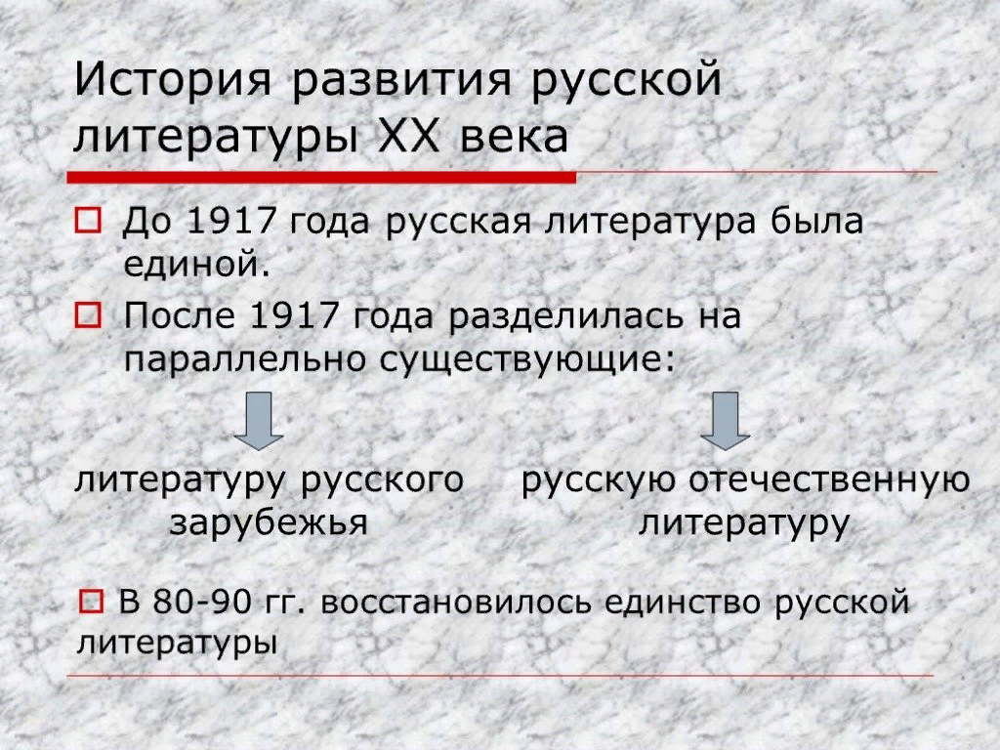 История развития русской
литературы XX века
До 1917 года русская литература была
единой.
После 1917 года разделилась на
параллельно существующие:
литературу русского
зарубежья
русскую отечественную
литературу
В 80-90 гг. восстановилось единство русской
литературы